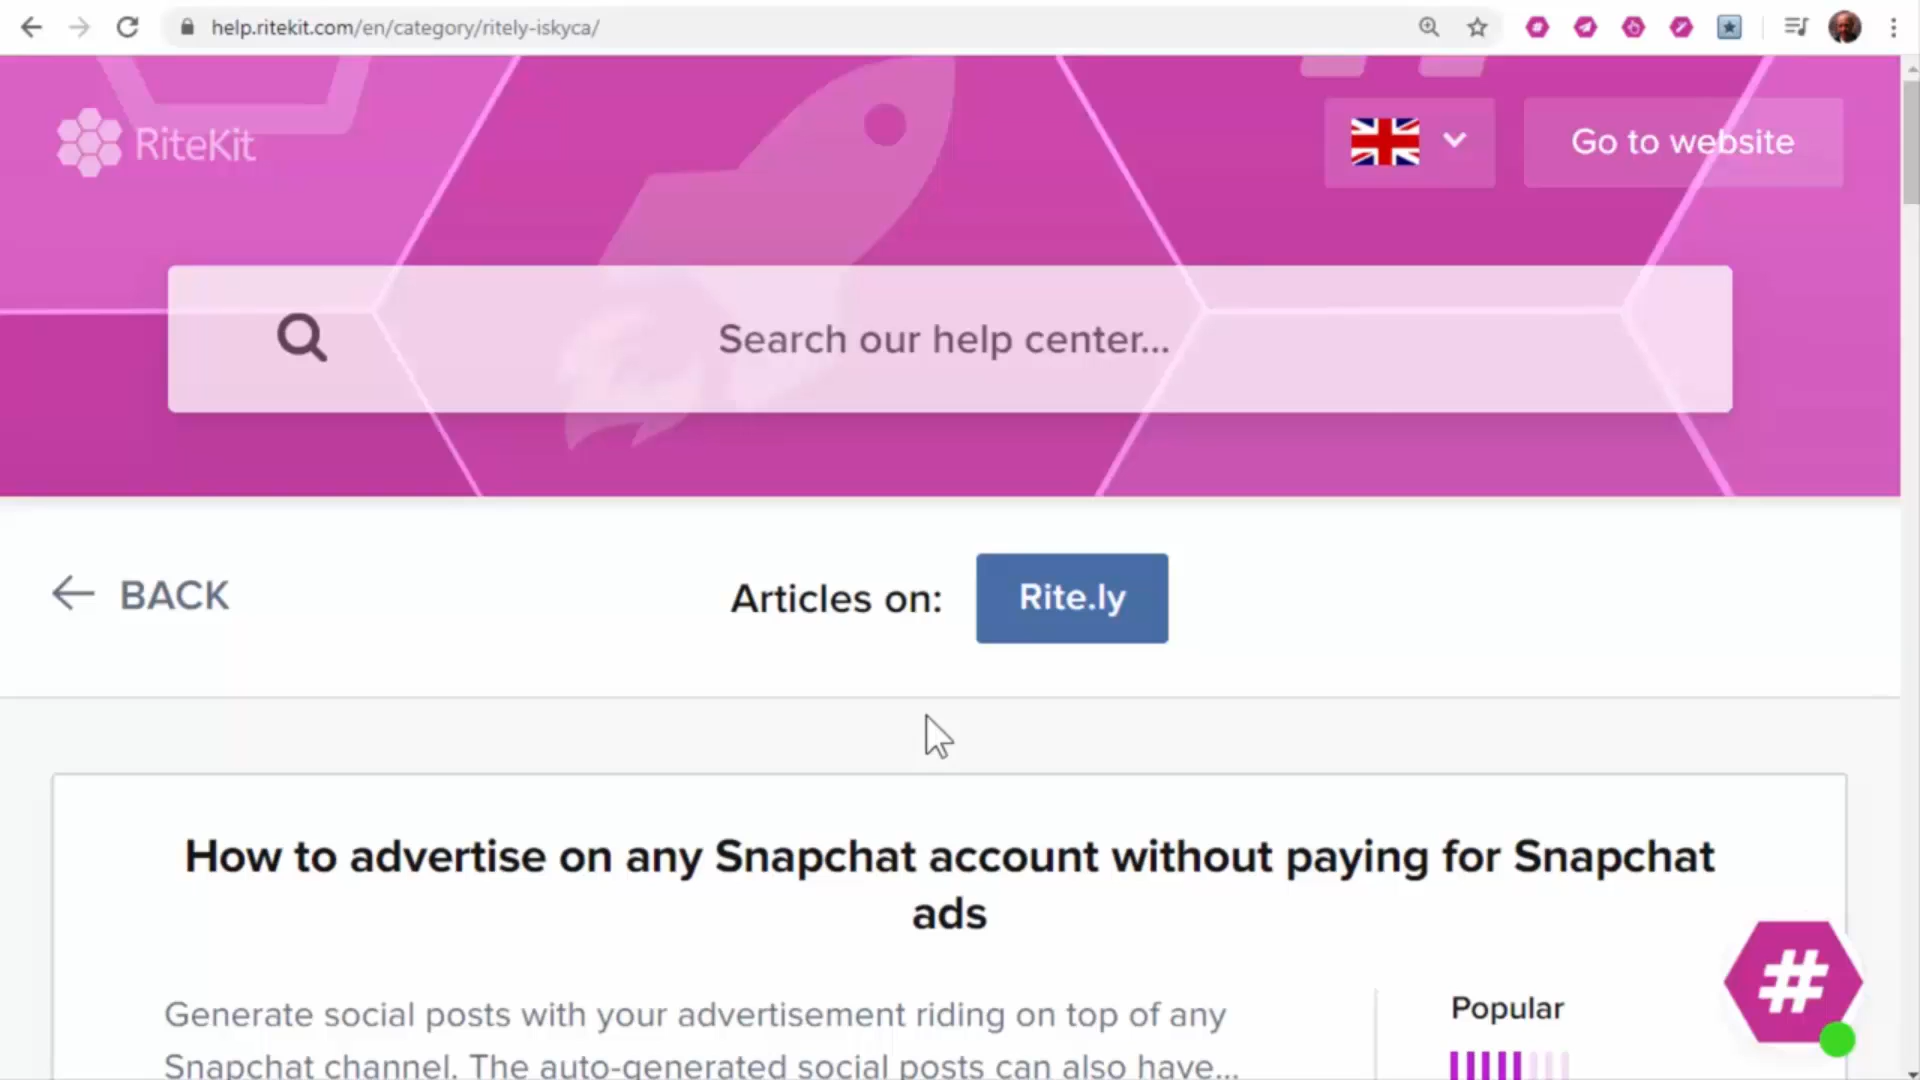 help.ritekit.com/en/category/ritely-iskyca/
RiteKit
Go to website
Search our help center...
BACK
Articles on:
Rite.ly
How to advertise on any Snapchat account without paying for Snapchat
ads
Generate social posts with your advertisement riding on top of any
Snapchat channel. The auto-generated social posts can also have...
Popular
#